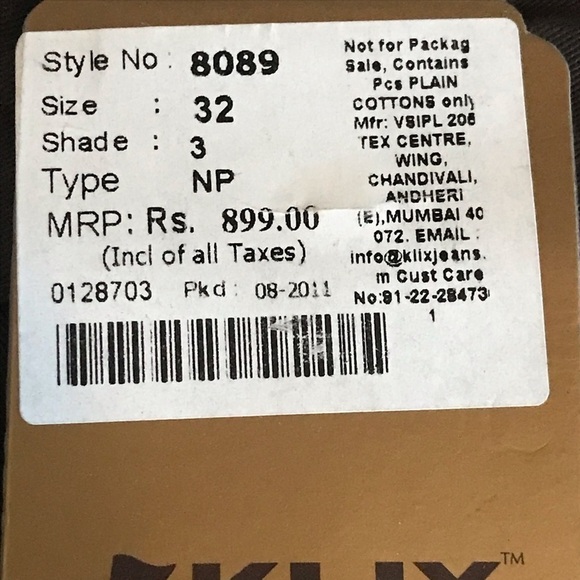 Style No : 8089
Size : 32
Shade : 3
Type NP
MRP: Rs. 899.00
(Incl of all Taxes)
0128703 Pkd : 08-2011
Not for Packag
Sale, Contains
Pcs PLAIN
COTTONS only
Mfr: VSIPL 206
TEX CENTRE,
WING,
CHANDIVALI,
ANDHERI
(E),MUMBAI 40
072. EMAIL :
info@klixjeans.
m Cust Care
No:91-22-28473
1
KLIX™